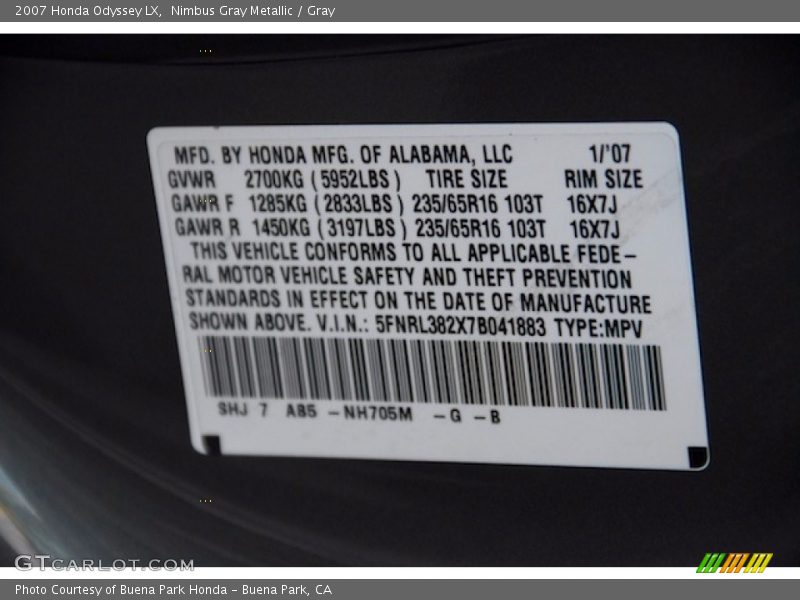 2007 Honda Odyssey LX,  Nimbus Gray Metallic / Gray
MFD. BY HONDA MFG. OF ALABAMA, LLC 1/'07
GVWR 2700KG (5952LBS) TIRE SIZE RIM SIZE
GAWR F 1285KG (2833LBS) 235/65R16 103T 16X7J
GAWR R 1450KG (3197LBS) 235/65R16 103T 16X7J
THIS VEHICLE CONFORMS TO ALL APPLICABLE FEDE-
RAL MOTOR VEHICLE SAFETY AND THEFT PREVENTION
STANDARDS IN EFFECT ON THE DATE OF MANUFACTURE
SHOWN ABOVE. V.I.N.: 5FNRL382X7B041883 TYPE:MPV
SHJ 7 A85 -NH705M -G -B
GTCARLOT.COM
Photo Courtesy of Buena Park Honda - Buena Park, CA